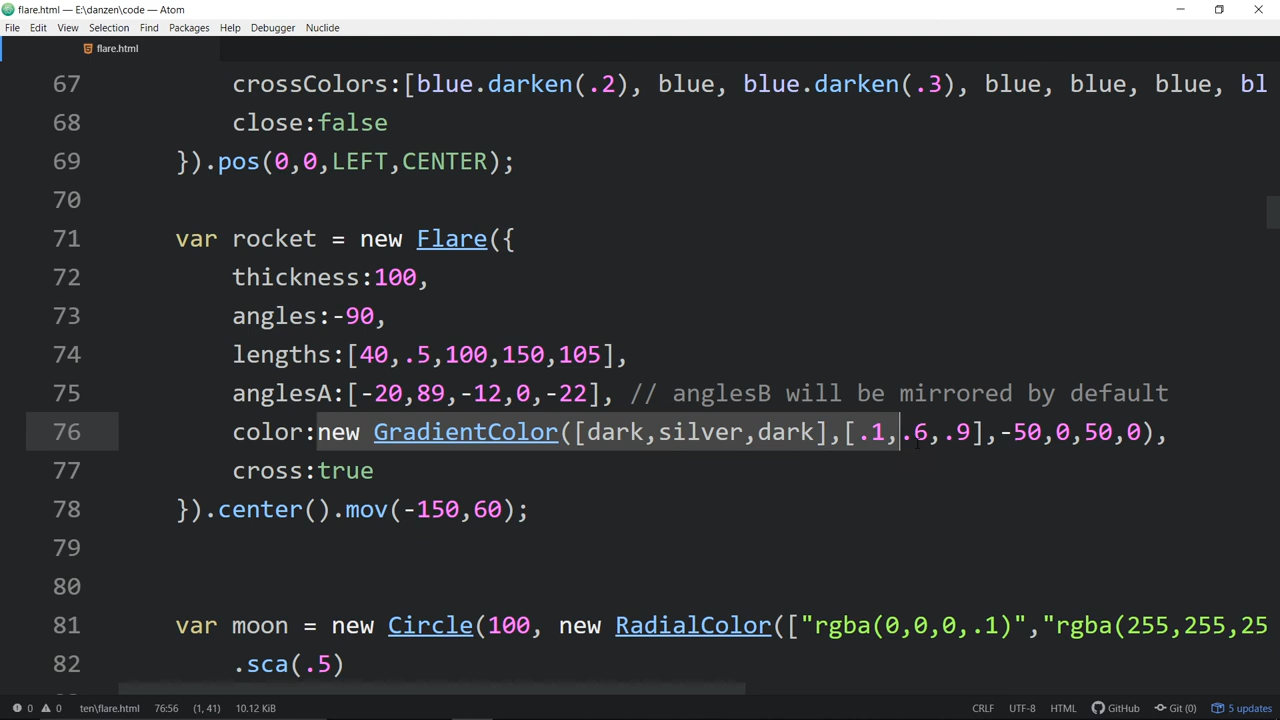 flare.html — E:\danzen\code — Atom
File Edit View Selection Find Packages Help Debugger Nuclide
flare.html
67 crossColors:[blue.darken(.2), blue, blue.darken(.3), blue, blue, blue, bl
68 close:false
69 }).pos(0,0,LEFT,CENTER);
70
71 var rocket = new Flare({
72 thickness:100,
73 angles:-90,
74 lengths:[40,.5,100,150,105],
75 anglesA:[-20,89,-12,0,-22], // anglesB will be mirrored by default
76 color:new GradientColor([dark,silver,dark],[.1,.6,.9],-50,0,50,0),
77 cross:true
78 }).center().mov(-150,60);
79
80
81 var moon = new Circle(100, new RadialColor(["rgba(0,0,0,.1)","rgba(255,255,25
82 .sca(.5)
0 0 ten\flare.html 76:56 (1, 41) 10.12 KiB CRLF UTF-8 HTML GitHub Git (0) 5 updates